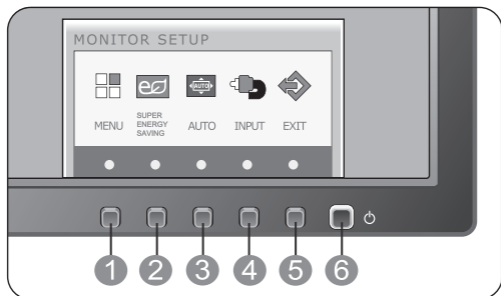 MONITOR SETUP
MENU
SUPER
ENERGY
SAVING
AUTO
AUTO
INPUT
EXIT
1 2 3 4 5 6